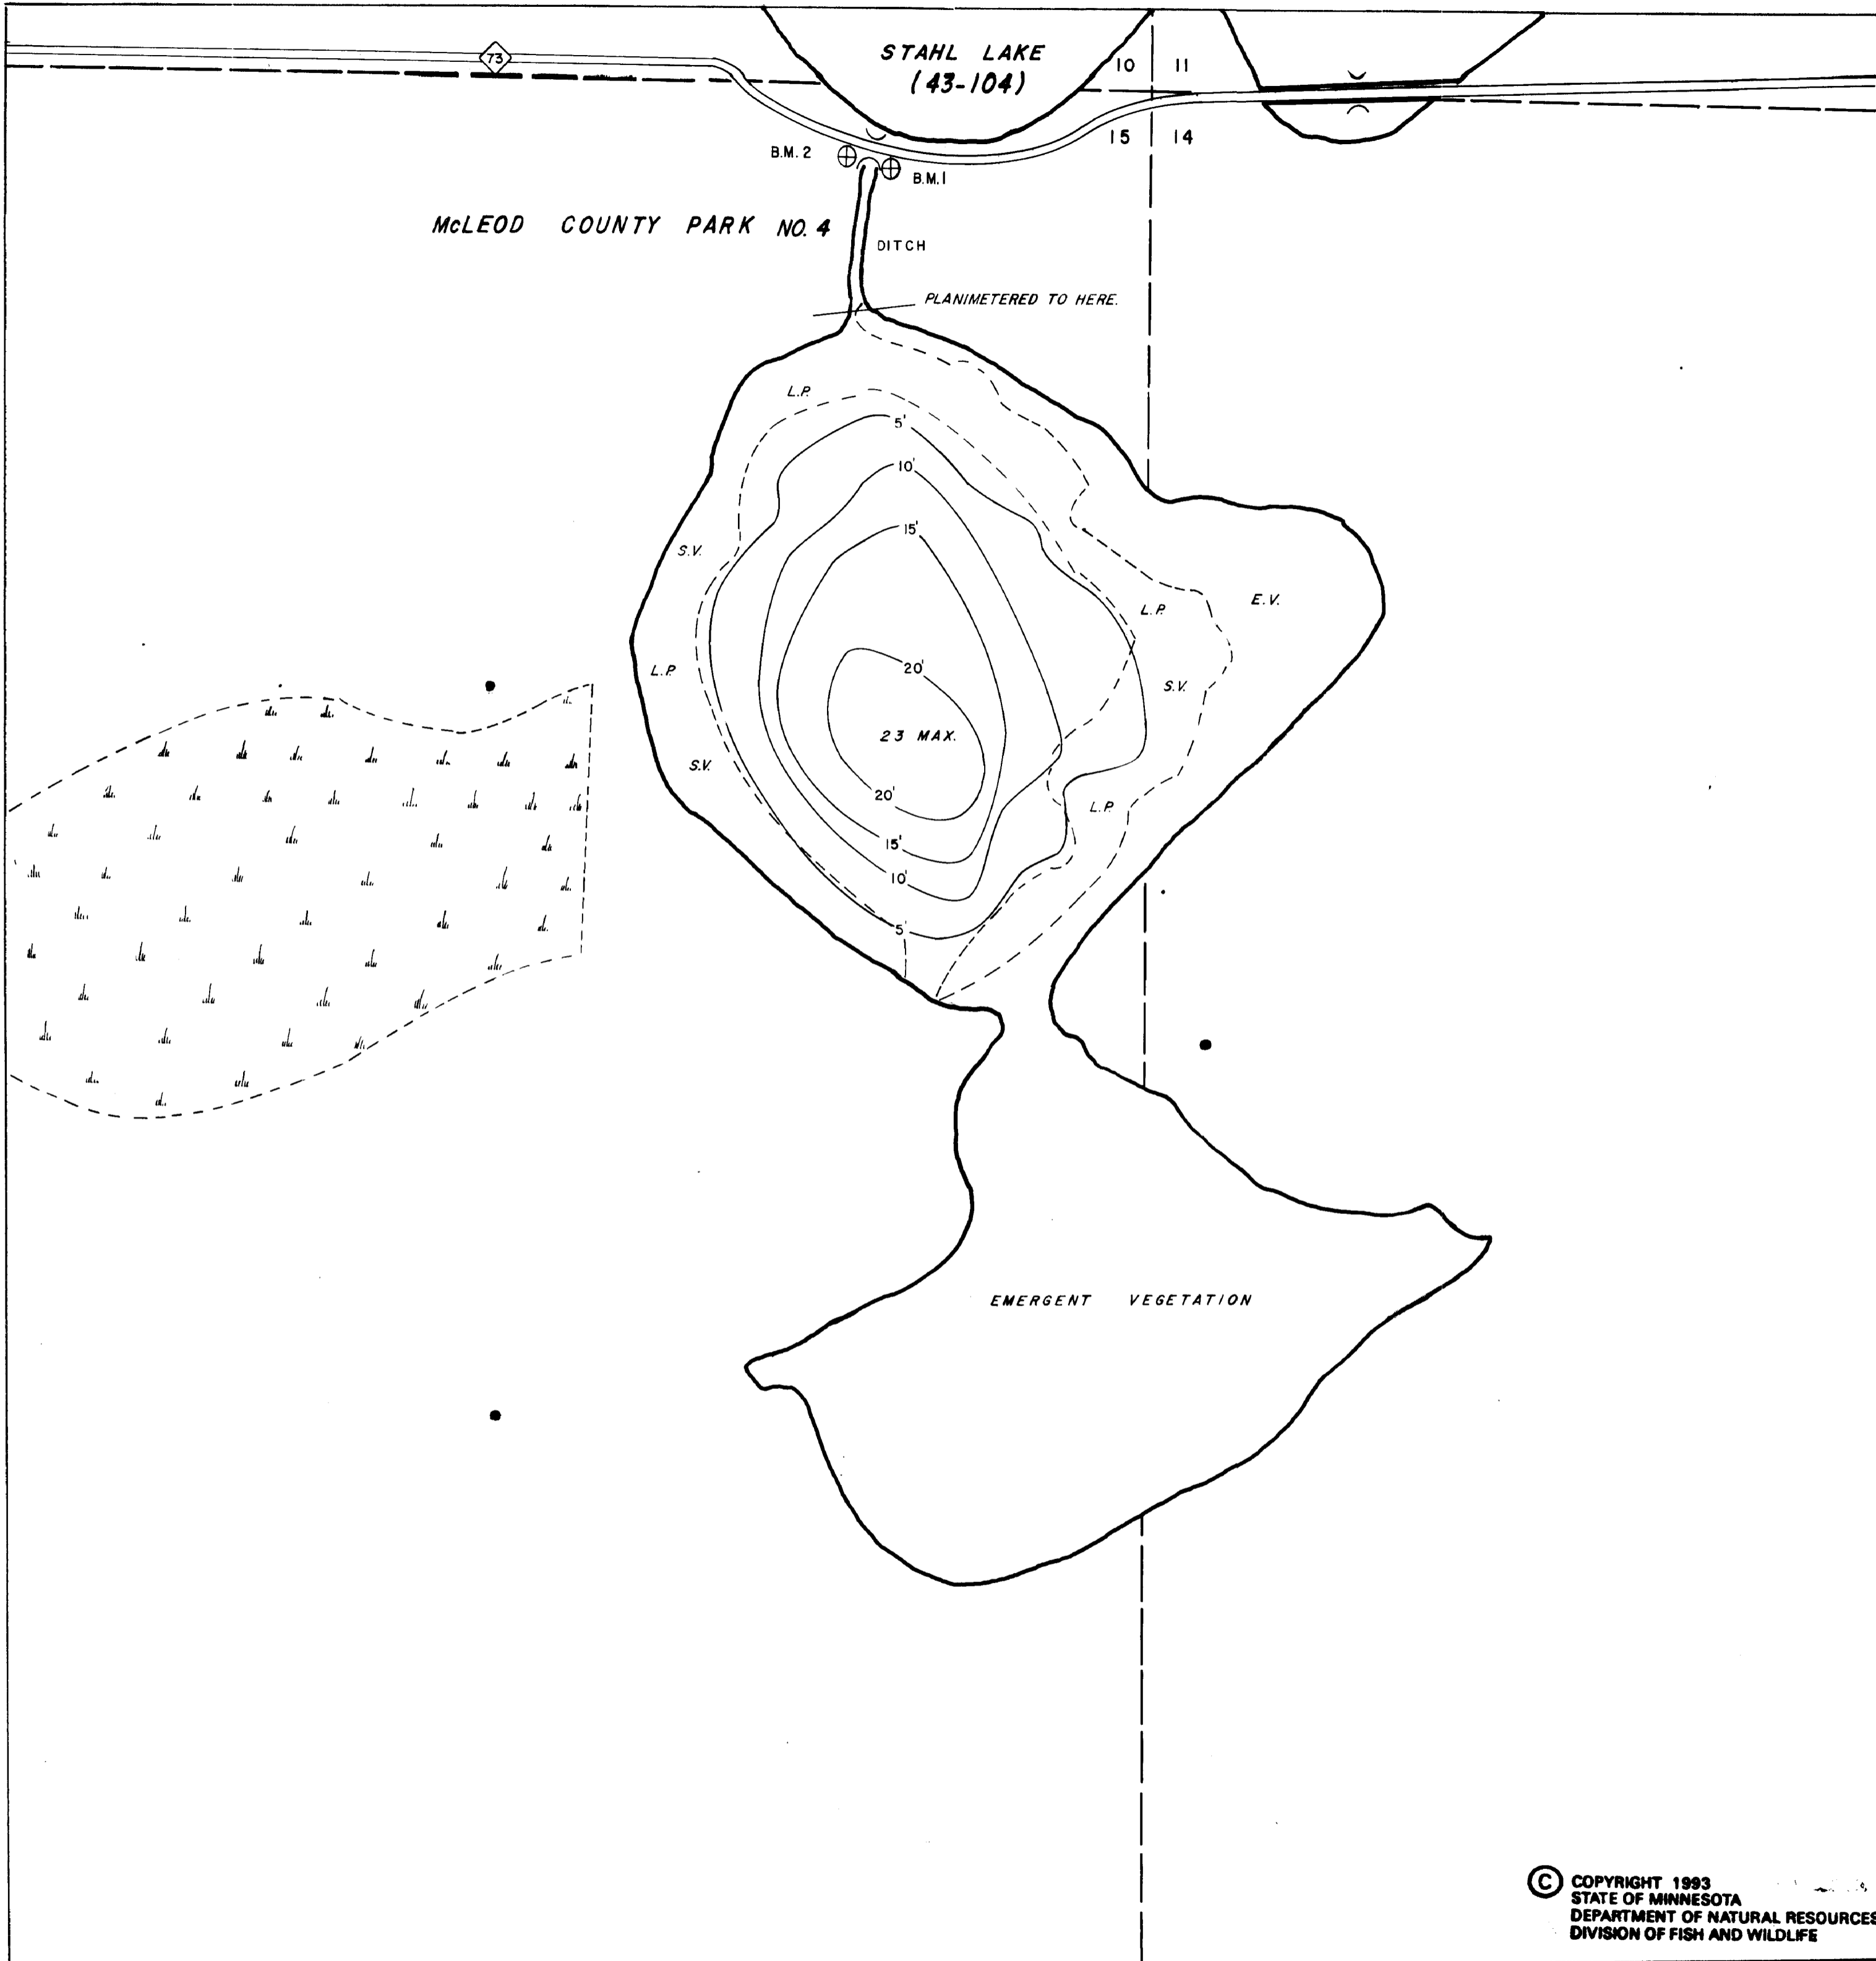 73
STAHL LAKE
(43-104)
10 11
15 14
B.M. 2
B.M. 1
McLEOD COUNTY PARK NO. 4
DITCH
PLANIMETERED TO HERE.
L.P.
5'
10'
15'
S.V.
L.P.
E.V.
L.P.
20'
S.V.
23 MAX.
S.V.
20'
L.P.
15'
10'
5'
EMERGENT VEGETATION
© COPYRIGHT 1993
STATE OF MINNESOTA
DEPARTMENT OF NATURAL RESOURCES
DIVISION OF FISH AND WILDLIFE